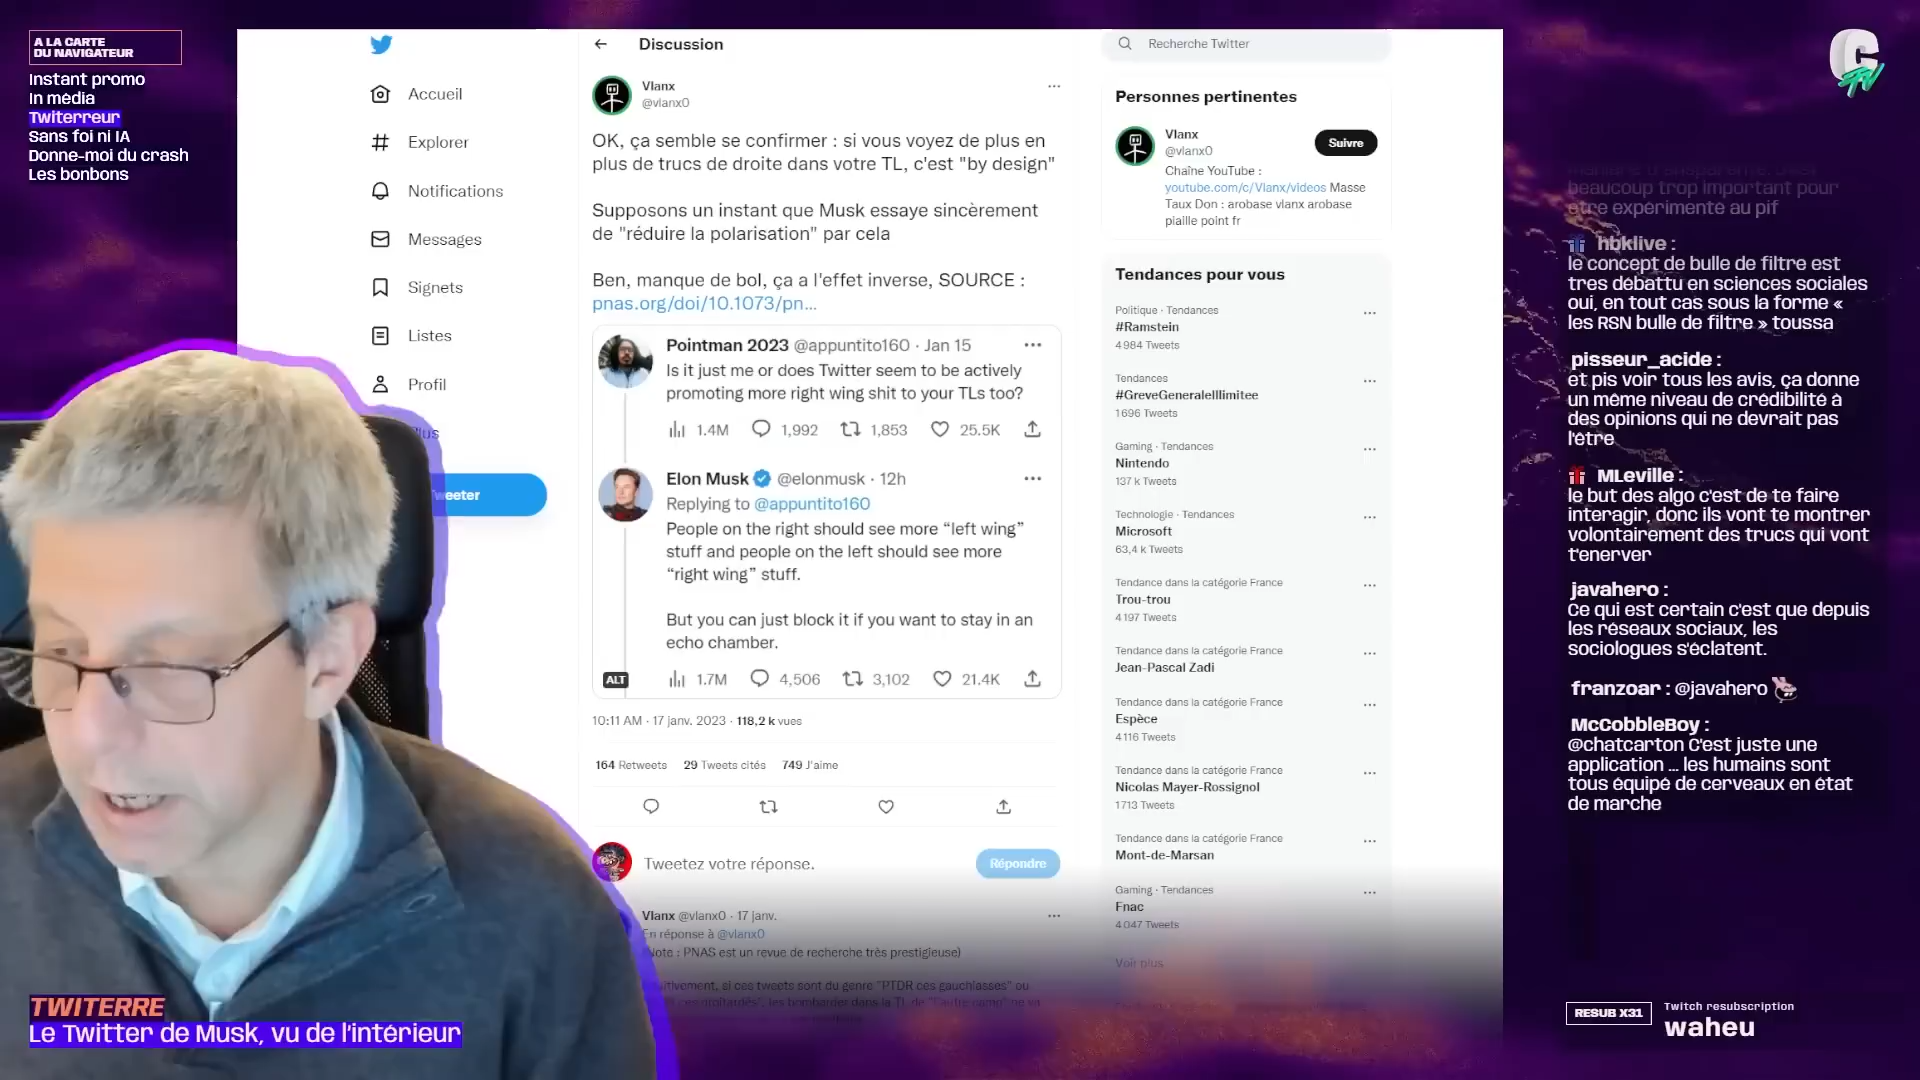 A LA CARTE
DU NAVIGATEUR
Instant promo
In média
Twiterreur
Sans foi ni IA
Donne-moi du crash
Les bonbons
Accueil
Explorer
Notifications
Messages
Signets
Listes
Profil
Discussion
Vlanx
@vlanx0
OK, ça semble se confirmer : si vous voyez de plus en
plus de trucs de droite dans votre TL, c'est "by design"
Supposons un instant que Musk essaye sincèrement
de "réduire la polarisation" par cela
Ben, manque de bol, ça a l'effet inverse, SOURCE :
pnas.org/doi/10.1073/pn...
Pointman 2023 @appuntito160 · Jan 15
Is it just me or does Twitter seem to be actively
promoting more right wing shit to your TLs too?
1.4M 1,992 1,853 25.5K
Elon Musk @elonmusk · 12h
Replying to @appuntito160
People on the right should see more “left wing”
stuff and people on the left should see more
“right wing” stuff.
But you can just block it if you want to stay in an
echo chamber.
ALT
1.7M 4,506 3,102 21.4K
10:11 AM · 17 janv. 2023 · 118,2 k vues
164 Retweets 29 Tweets cités 749 J'aime
Tweetez votre réponse.
Répondre
Vlanx @vlanx0 · 17 janv.
En réponse à @vlanx0
(Note : PNAS est un revue de recherche très prestigieuse)
si ces tweets sont du genre "PTDR ces gauchiasses" ou
Recherche Twitter
Personnes pertinentes
Vlanx
@vlanx0
Suivre
Chaîne YouTube :
youtube.com/c/Vlanx/videos Masse
Taux Don : arobase vlanx arobase
piaille point fr
Tendances pour vous
Politique · Tendances
#Ramstein
4 984 Tweets
Tendances
#GreveGeneraleIllimitee
1 696 Tweets
Gaming · Tendances
Nintendo
137 k Tweets
Technologie · Tendances
Microsoft
63,4 k Tweets
Tendance dans la catégorie France
Trou-trou
4 197 Tweets
Tendance dans la catégorie France
Jean-Pascal Zadi
Tendance dans la catégorie France
Espèce
4 116 Tweets
Tendance dans la catégorie France
Nicolas Mayer-Rossignol
1 713 Tweets
Tendance dans la catégorie France
Mont-de-Marsan
Gaming · Tendances
Fnac
4 047 Tweets
Voir plus
beaucoup trop important pour
etre expérimenté au pif
hbklive :
le concept de bulle de filtre est
tres débattu en sciences sociales
oui, en tout cas sous la forme «
les RSN bulle de filtre » toussa
pisseur_acide :
et pis voir tous les avis, ça donne
un même niveau de crédibilité à
des opinions qui ne devrait pas
l'être
MLeville :
le but des algo c'est de te faire
interagir, donc ils vont te montrer
volontairement des trucs qui vont
t'enerver
javahero :
Ce qui est certain c'est que depuis
les réseaux sociaux, les
sociologues s'éclatent.
franzoar : @javahero
McCobbleBoy :
@chatcarton C'est juste une
application ... les humains sont
tous équipé de cerveaux en état
de marche
TWITERRE
Le Twitter de Musk, vu de l'intérieur
RESUB X31
Twitch resubscription
waheu